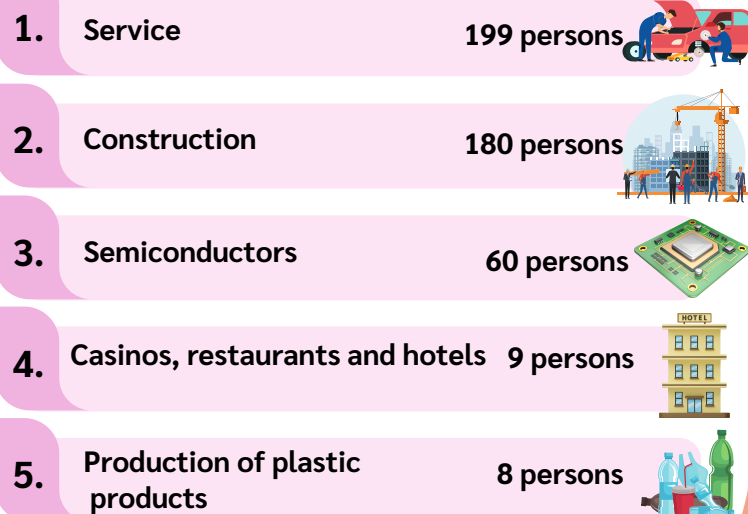 1. Service 199 persons
2. Construction 180 persons
3. Semiconductors 60 persons
HOTEL
4. Casinos, restaurants and hotels 9 persons
5. Production of plastic
products 8 persons